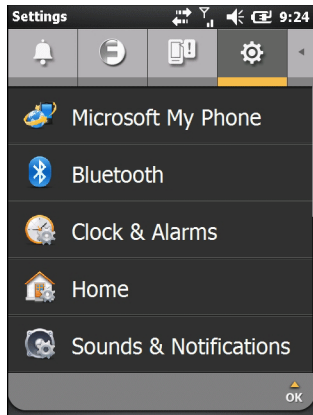 Settings 9:24
Microsoft My Phone
Bluetooth
Clock & Alarms
Home
Sounds & Notifications
OK